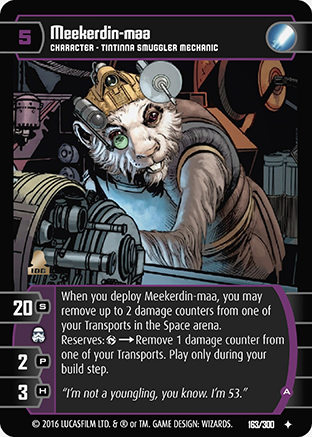 5
Meekerdin-maa
CHARACTER - TINTINNA SMUGGLER MECHANIC
20 S
2 P
3 H
When you deploy Meekerdin-maa, you may
remove up to 2 damage counters from one of
your Transports in the Space arena.
Reserves: → Remove 1 damage counter from
one of your Transports. Play only during your
build step.
“I’m not a youngling, you know. I’m 53.”
A
© 2016 LUCASFILM LTD. & ® or TM. GAME DESIGN: WIZARDS.
163/300